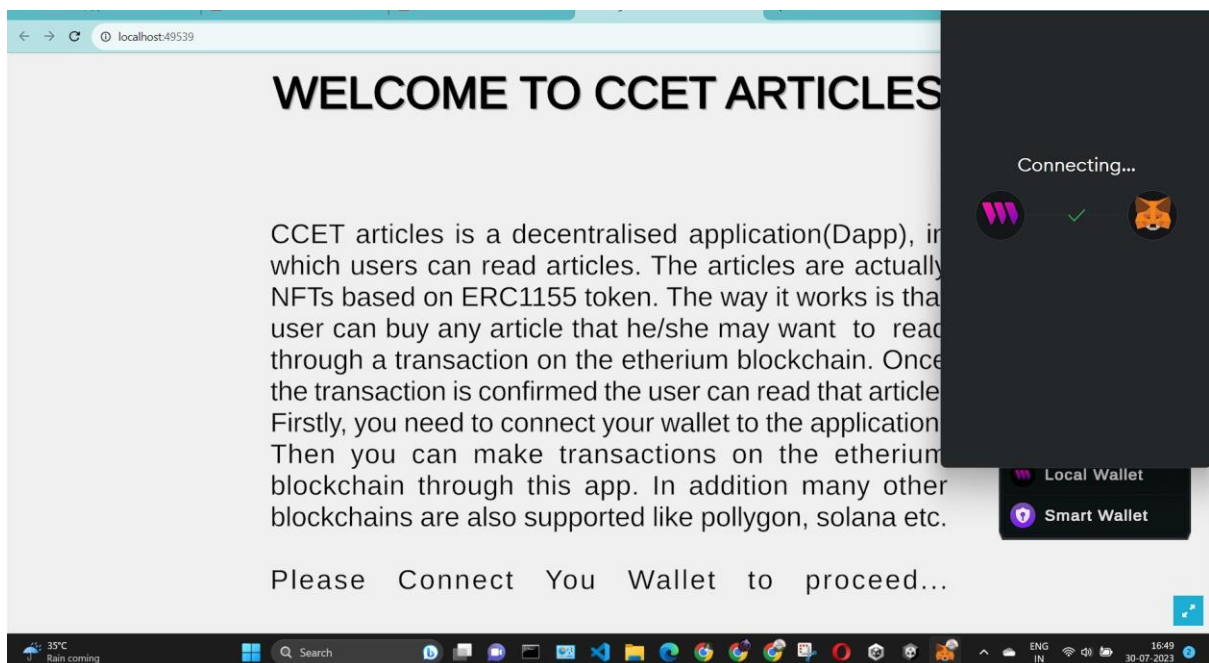 localhost:49539
WELCOME TO CCET ARTICLES
Connecting...
CCET articles is a decentralised application(Dapp), in
which users can read articles. The articles are actually
NFTs based on ERC1155 token. The way it works is tha
user can buy any article that he/she may want to read
through a transaction on the etherium blockchain. Once
the transaction is confirmed the user can read that article
Firstly, you need to connect your wallet to the application
Then you can make transactions on the etherium
blockchain through this app. In addition many other
blockchains are also supported like pollygon, solana etc.
Local Wallet
Smart Wallet
Please Connect You Wallet to proceed...
35°C
Rain coming
Search
ENG
IN
16:49
30-07-2023
2